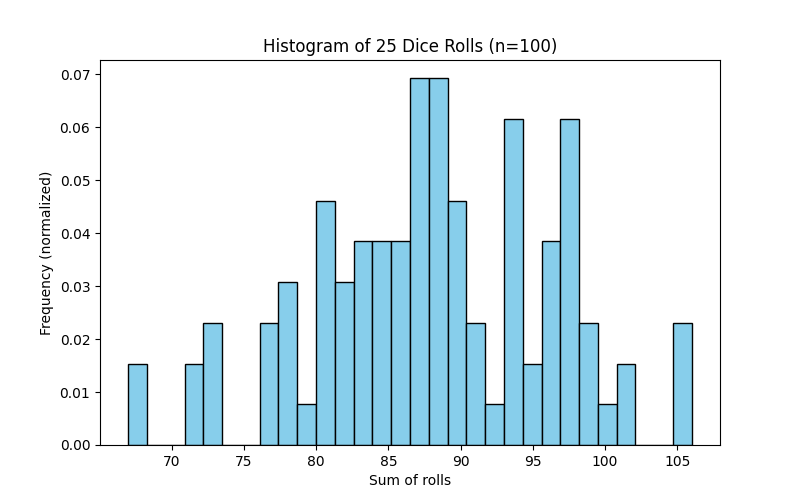 Histogram of 25 Dice Rolls (n=100)
Frequency (normalized)
0.07
0.06
0.05
0.04
0.03
0.02
0.01
0.00
70 75 80 85 90 95 100 105
Sum of rolls